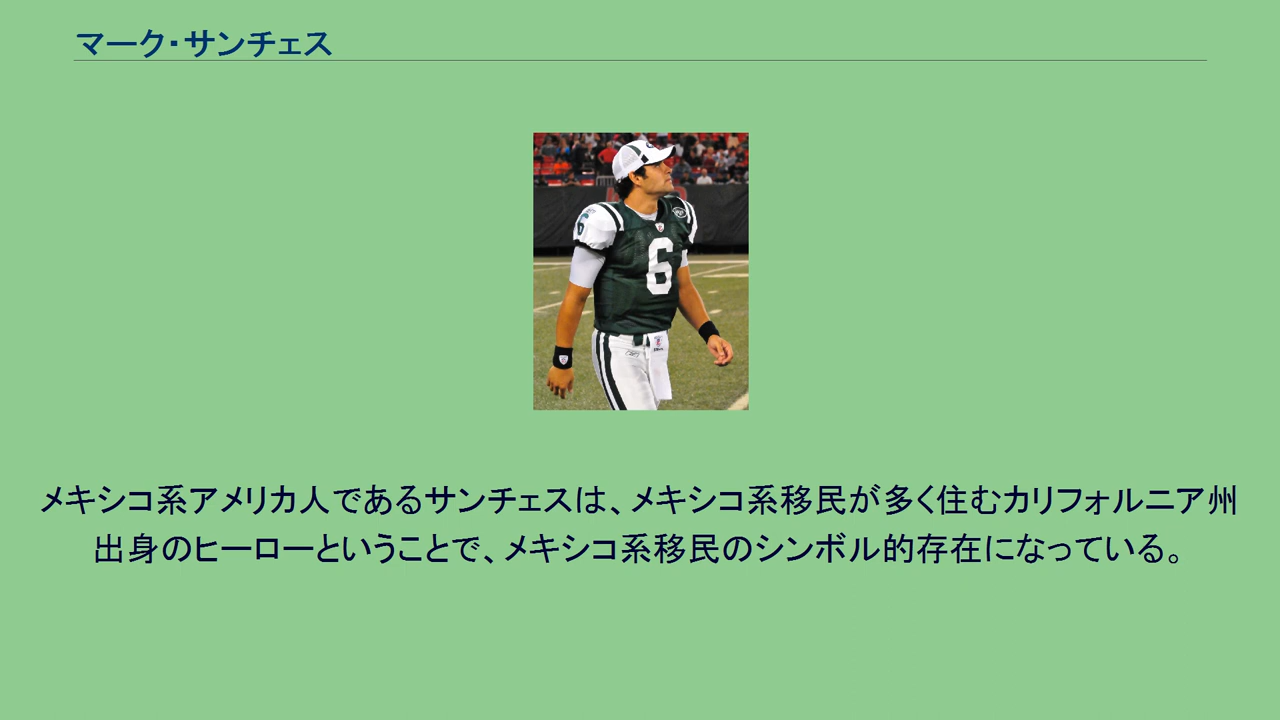 マーク・サンチェス
6
6
メキシコ系アメリカ人であるサンチェスは、メキシコ系移民が多く住むカリフォルニア州
出身のヒーローということで、メキシコ系移民のシンボル的存在になっている。